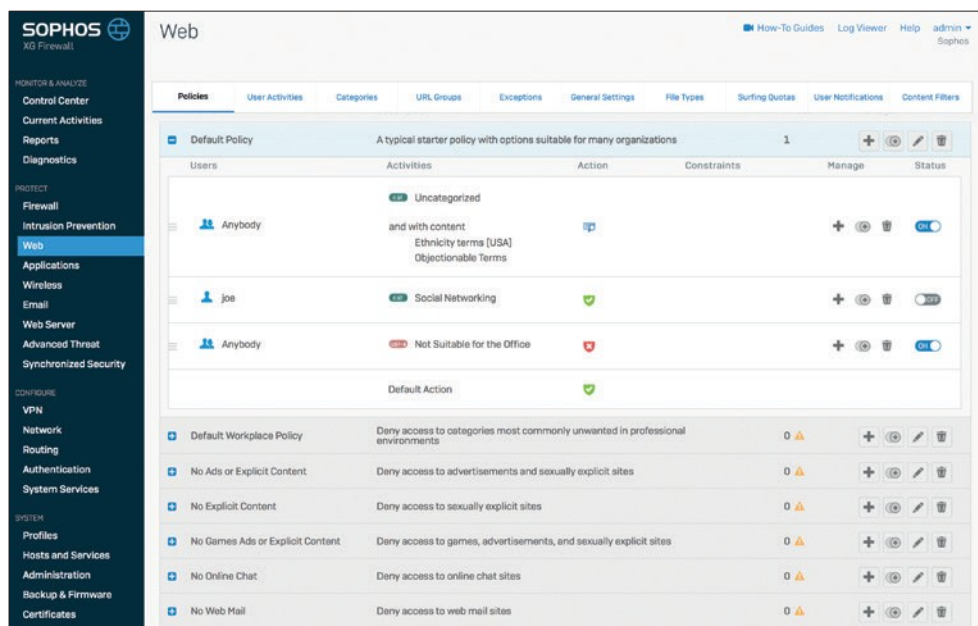 SOPHOS
XG Firewall
Web
How-To Guides Log Viewer Help admin
Sophos
MONITOR & ANALYZE
Control Center
Current Activities
Reports
Diagnostics
PROTECT
Firewall
Intrusion Prevention
Web
Applications
Wireless
Email
Web Server
Advanced Threat
Synchronized Security
CONFIGURE
VPN
Network
Routing
Authentication
System Services
SYSTEM
Profiles
Hosts and Services
Administration
Backup & Firmware
Certificates
Policies User Activities Categories URL Groups Exceptions General Settings File Types Surfing Quotas User Notifications Content Filters
Default Policy A typical starter policy with options suitable for many organizations 1
Users Activities Action Constraints Manage Status
Uncategorized
Anybody and with content ON
Ethnicity terms [USA]
Objectionable Terms
joe Social Networking OFF
Anybody Not Suitable for the Office ON
Default Action
Default Workplace Policy Deny access to categories most commonly unwanted in professional environments 0
No Ads or Explicit Content Deny access to advertisements and sexually explicit sites 0
No Explicit Content Deny access to sexually explicit sites 0
No Games Ads or Explicit Content Deny access to games, advertisements, and sexually explicit sites 0
No Online Chat Deny access to online chat sites 0
No Web Mail Deny access to web mail sites 0